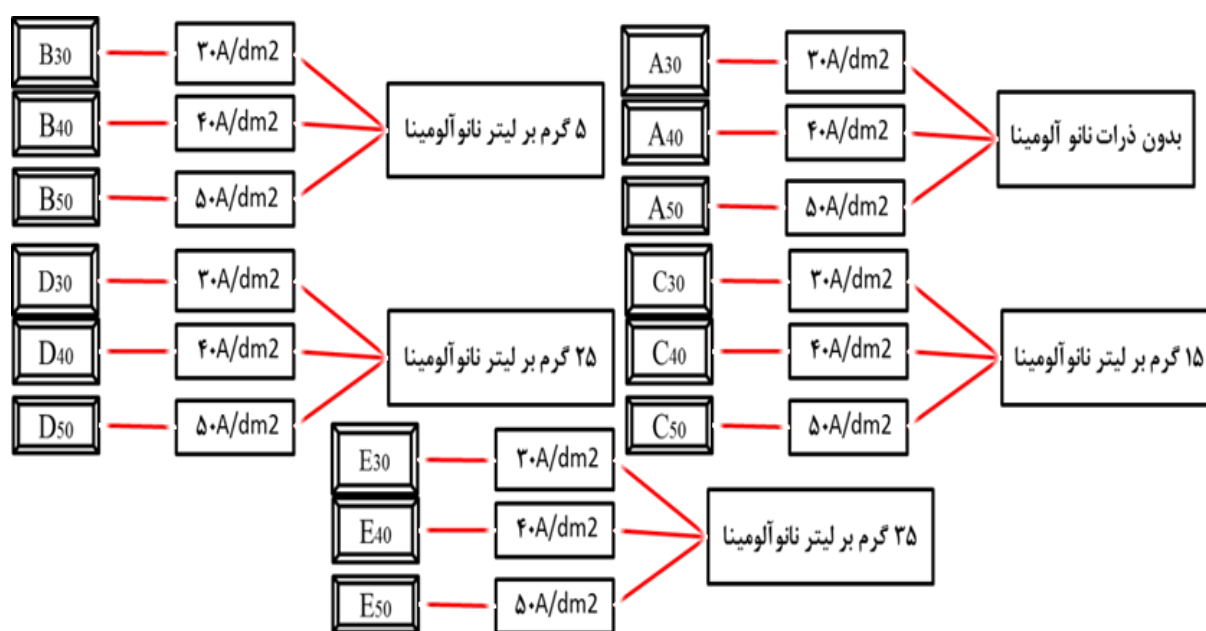 بدون ذرات نانو آلومینا
۳۰A/dm2
A30
۴۰A/dm2
A40
۵۰A/dm2
A50
۵ گرم بر لیتر نانوآلومینا
۳۰A/dm2
B30
۴۰A/dm2
B40
۵۰A/dm2
B50
۱۵ گرم بر لیتر نانوآلومینا
۳۰A/dm2
C30
۴۰A/dm2
C40
۵۰A/dm2
C50
۲۵ گرم بر لیتر نانوآلومینا
۳۰A/dm2
D30
۴۰A/dm2
D40
۵۰A/dm2
D50
۳۵ گرم بر لیتر نانوآلومینا
۳۰A/dm2
E30
۴۰A/dm2
E40
۵۰A/dm2
E50